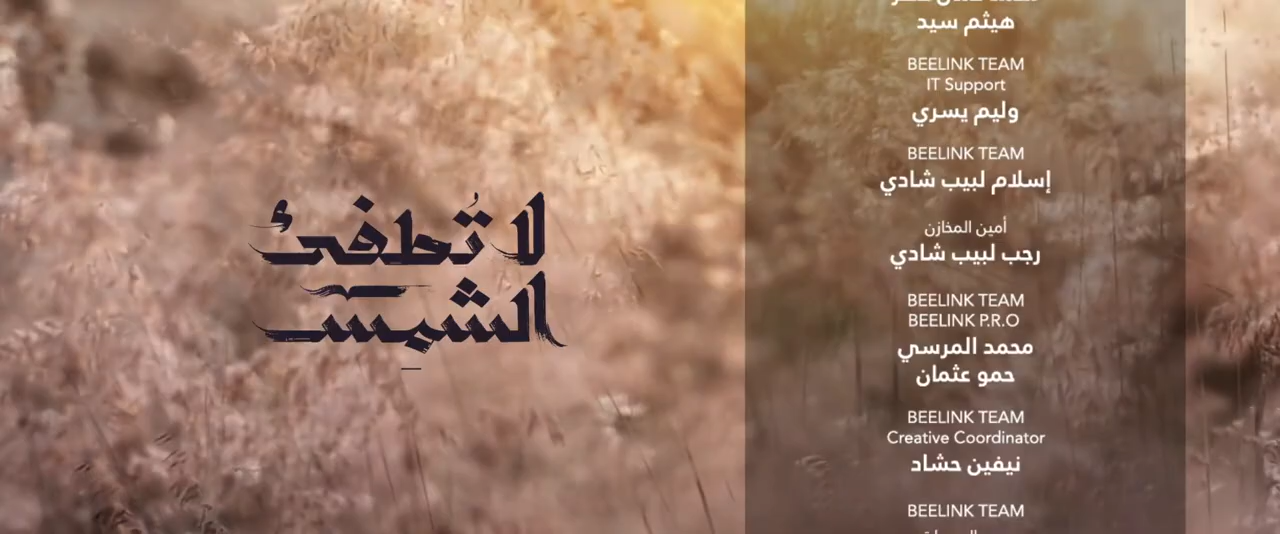 لا تُطفئ
الشمس
هيثم سيد
BEELINK TEAM
IT Support
وليم يسري
BEELINK TEAM
إسلام لبيب شادي
أمين المخازن
رجب لبيب شادي
BEELINK TEAM
BEELINK P.R.O
محمد المرسي
حمو عثمان
BEELINK TEAM
Creative Coordinator
نيفين حشاد
BEELINK TEAM